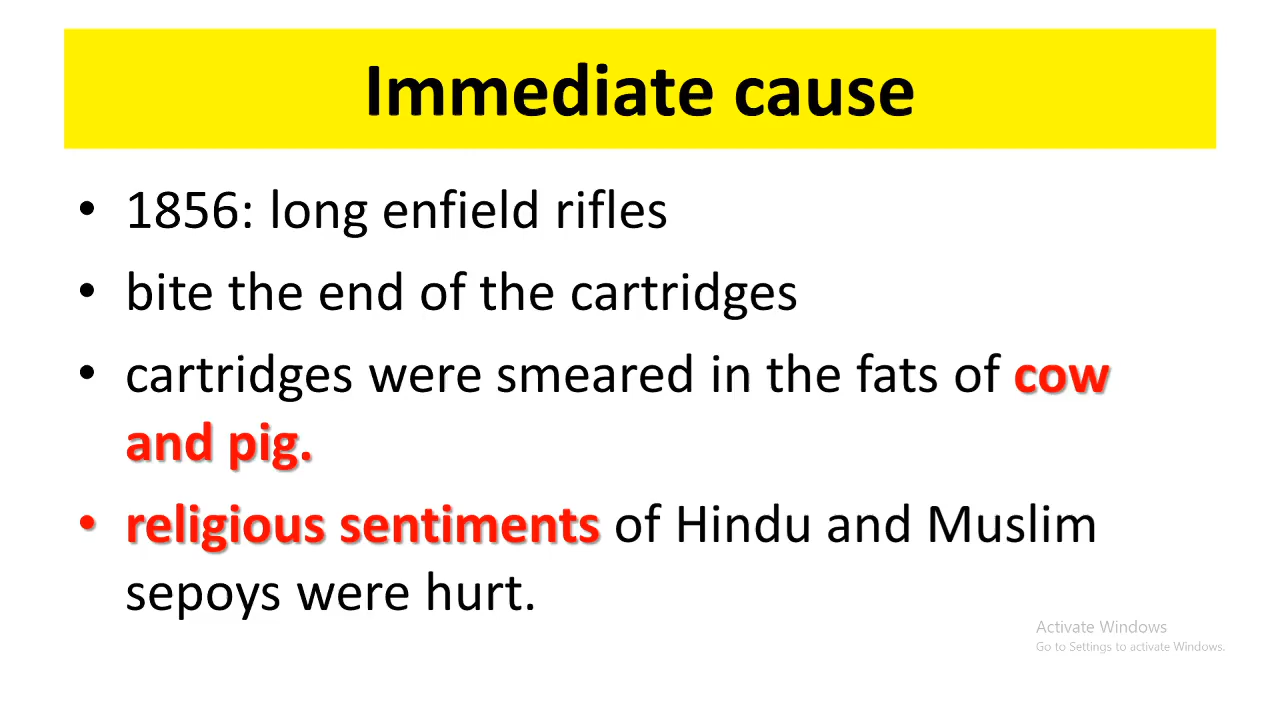 Immediate cause
• 1856: long enfield rifles
• bite the end of the cartridges
• cartridges were smeared in the fats of cow
and pig.
• religious sentiments of Hindu and Muslim
sepoys were hurt.
Activate Windows
Go to Settings to activate Windows.